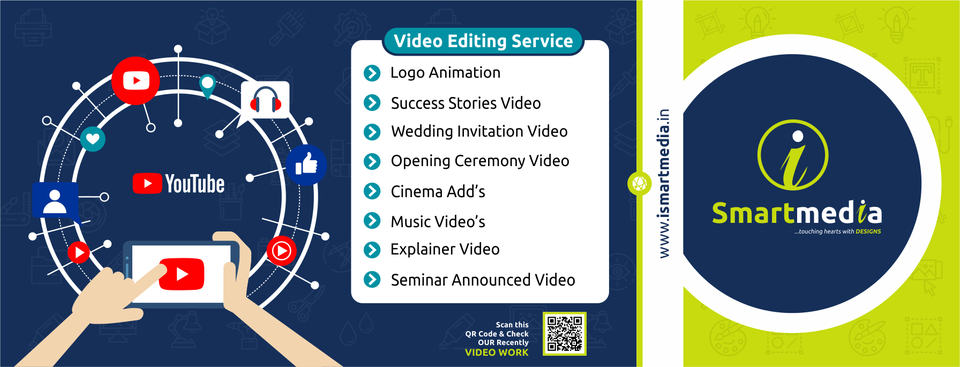 YouTube
Video Editing Service
Logo Animation
Success Stories Video
Wedding Invitation Video
Opening Ceremony Video
Cinema Add's
Music Video's
Explainer Video
Seminar Announced Video
Scan this
QR Code & Check
OUR Recently
VIDEO WORK
www.ismartmedia.in
Smartmedia
...touching hearts with DESIGNS